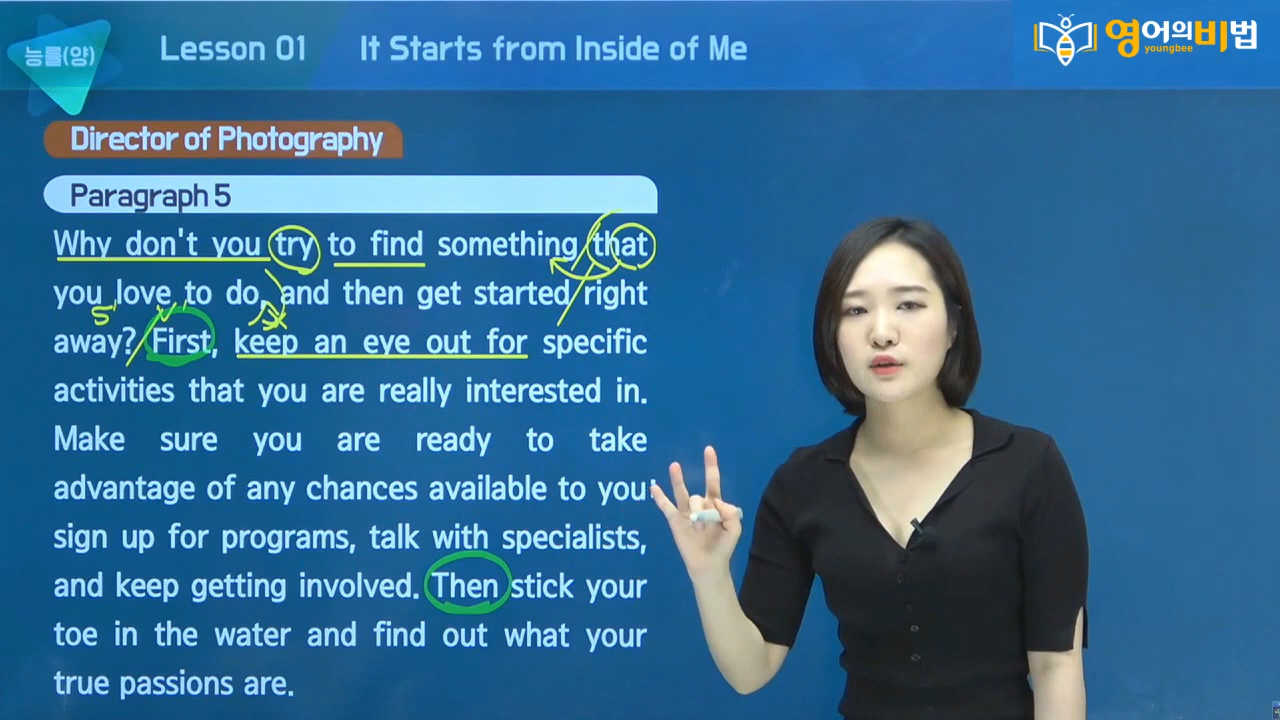 능률(양)
Lesson 01 It Starts from Inside of Me
영어의비법
youngbee
Director of Photography
Paragraph 5
Why don't you try to find something that
you love to do, and then get started right
away? First, keep an eye out for specific
activities that you are really interested in.
Make sure you are ready to take
advantage of any chances available to you:
sign up for programs, talk with specialists,
and keep getting involved. Then stick your
toe in the water and find out what your
true passions are.